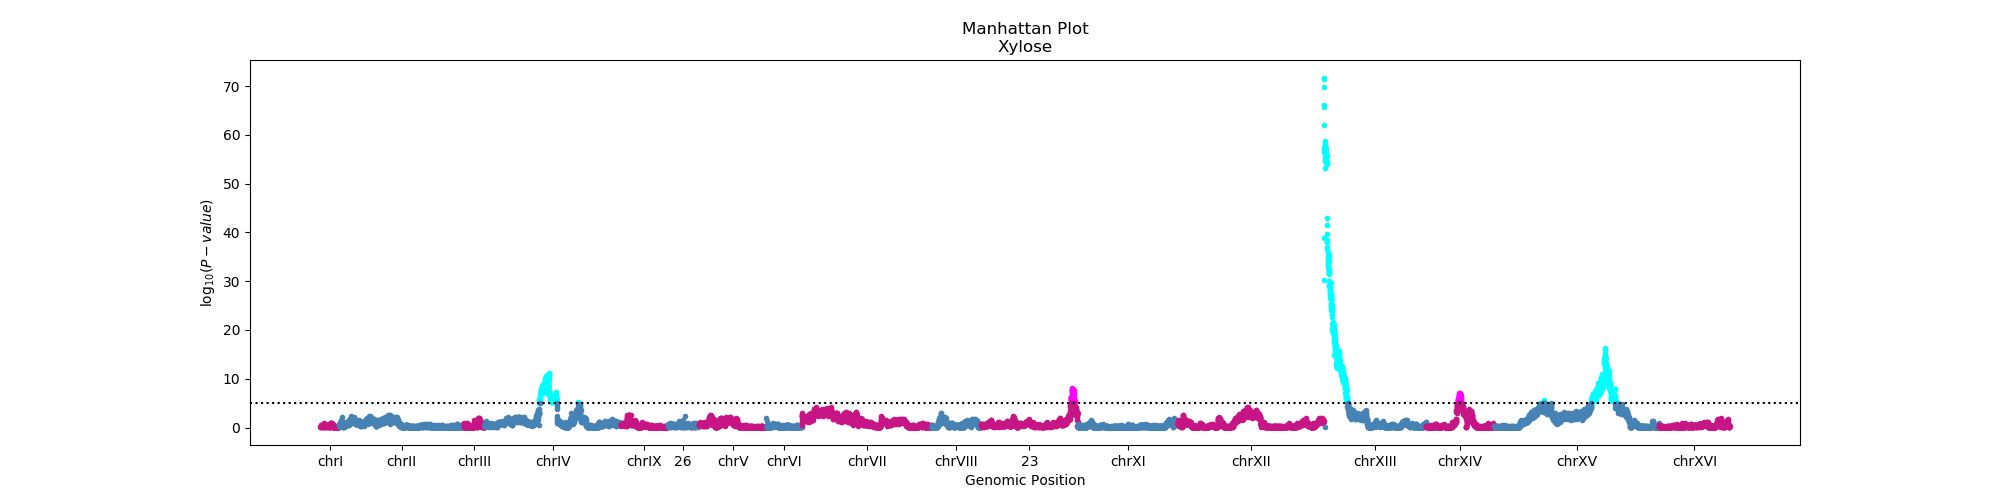 Manhattan Plot
Xylose
70
60
50
40
30
20
10
0
log10(P − value)
chrI chrII chrIII chrIV chrIX 26 chrV chrVI chrVII chrVIII 23 chrXI chrXII chrXIII chrXIV chrXV chrXVI
Genomic Position